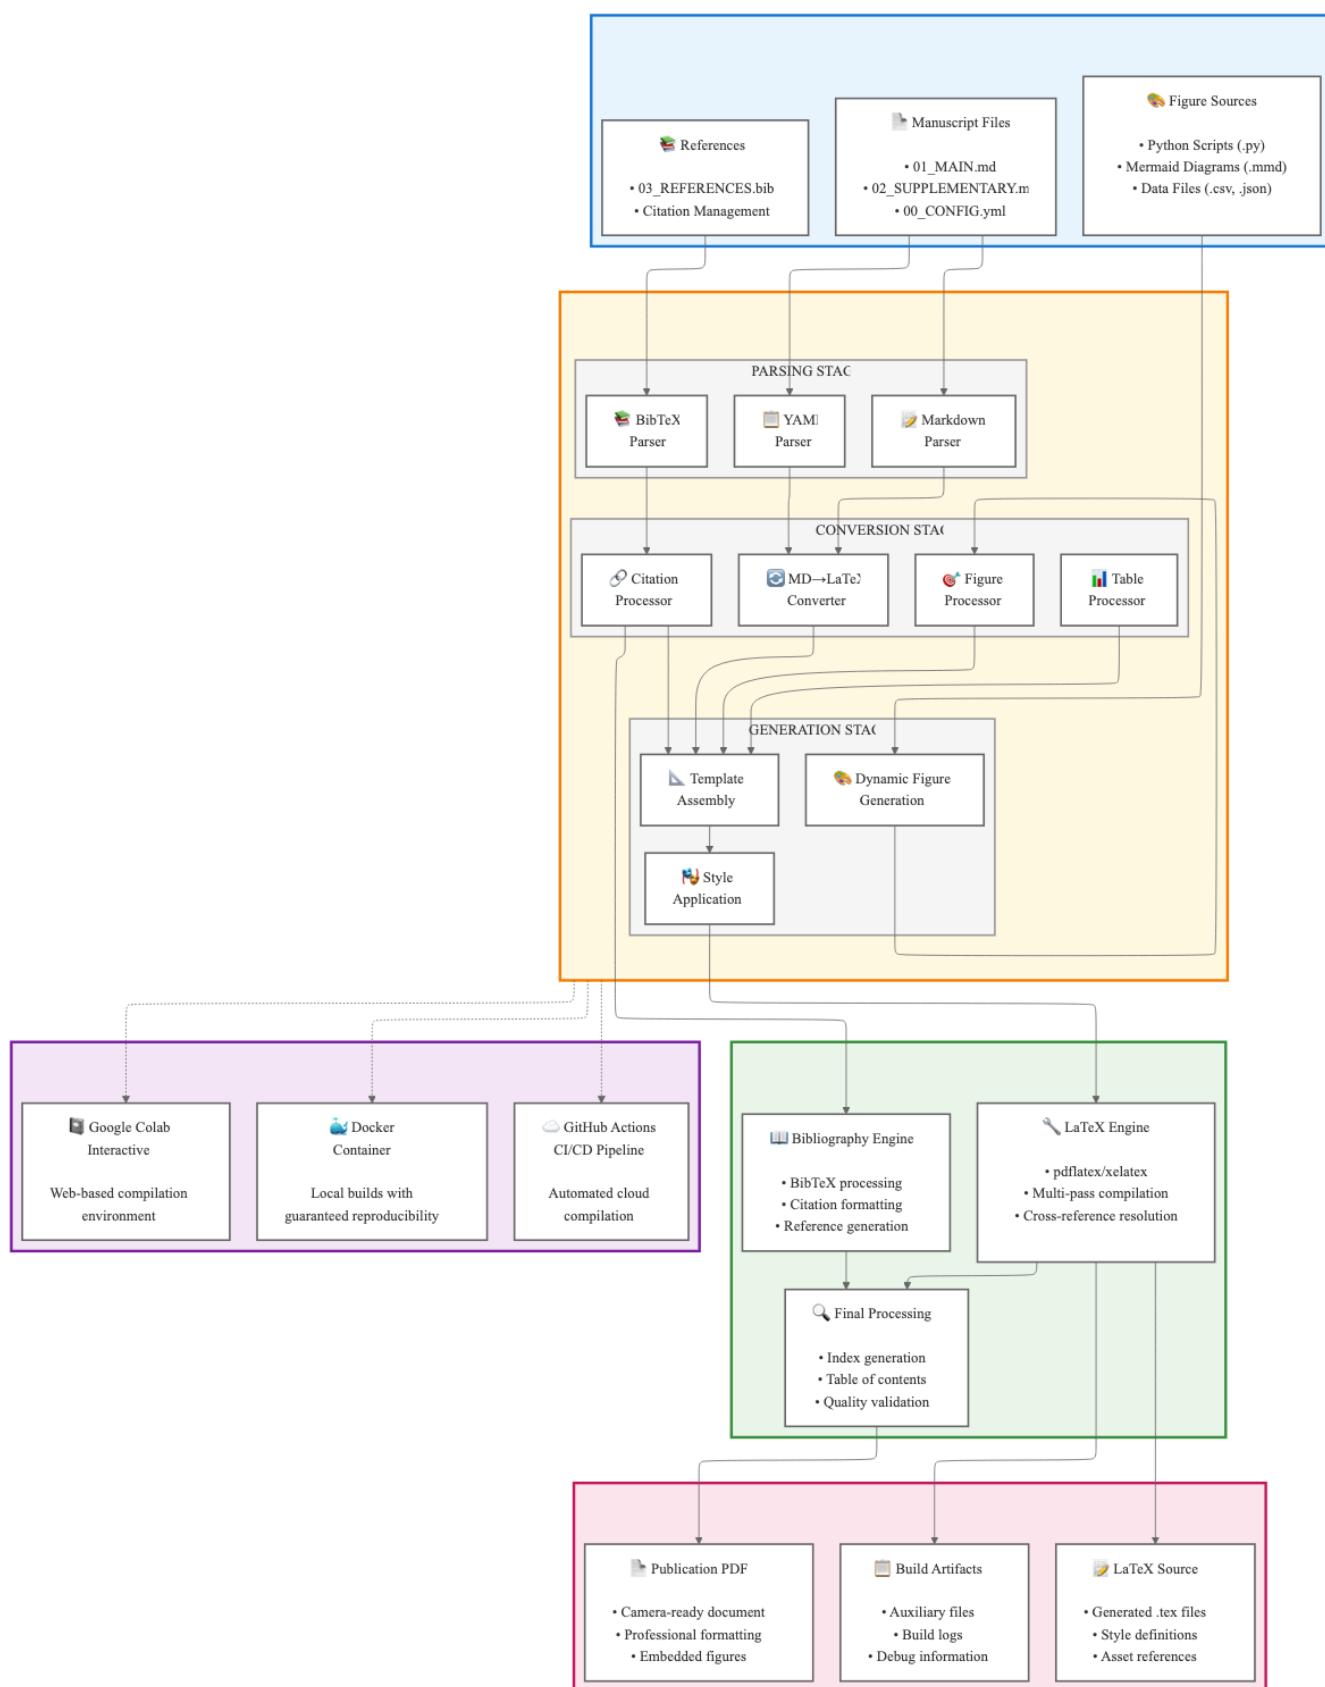 📚 References
• 03_REFERENCES.bib
• Citation Management
📄 Manuscript Files
• 01_MAIN.md
• 02_SUPPLEMENTARY.m
• 00_CONFIG.yml
🎨 Figure Sources
• Python Scripts (.py)
• Mermaid Diagrams (.mmd)
• Data Files (.csv, .json)
PARSING STAG
📚 BibTeX
Parser
📋 YAML
Parser
📝 Markdown
Parser
CONVERSION STAG
🔗 Citation
Processor
🔄 MD→LaTeX
Converter
🎯 Figure
Processor
📊 Table
Processor
GENERATION STAG
📐 Template
Assembly
🎨 Dynamic Figure
Generation
🎭 Style
Application
📓 Google Colab
Interactive
Web-based compilation
environment
🐳 Docker
Container
Local builds with
guaranteed reproducibility
☁️ GitHub Actions
CI/CD Pipeline
Automated cloud
compilation
📖 Bibliography Engine
• BibTeX processing
• Citation formatting
• Reference generation
🔧 LaTeX Engine
• pdflatex/xelatex
• Multi-pass compilation
• Cross-reference resolution
🔍 Final Processing
• Index generation
• Table of contents
• Quality validation
📄 Publication PDF
• Camera-ready document
• Professional formatting
• Embedded figures
📋 Build Artifacts
• Auxiliary files
• Build logs
• Debug information
📝 LaTeX Source
• Generated .tex files
• Style definitions
• Asset references